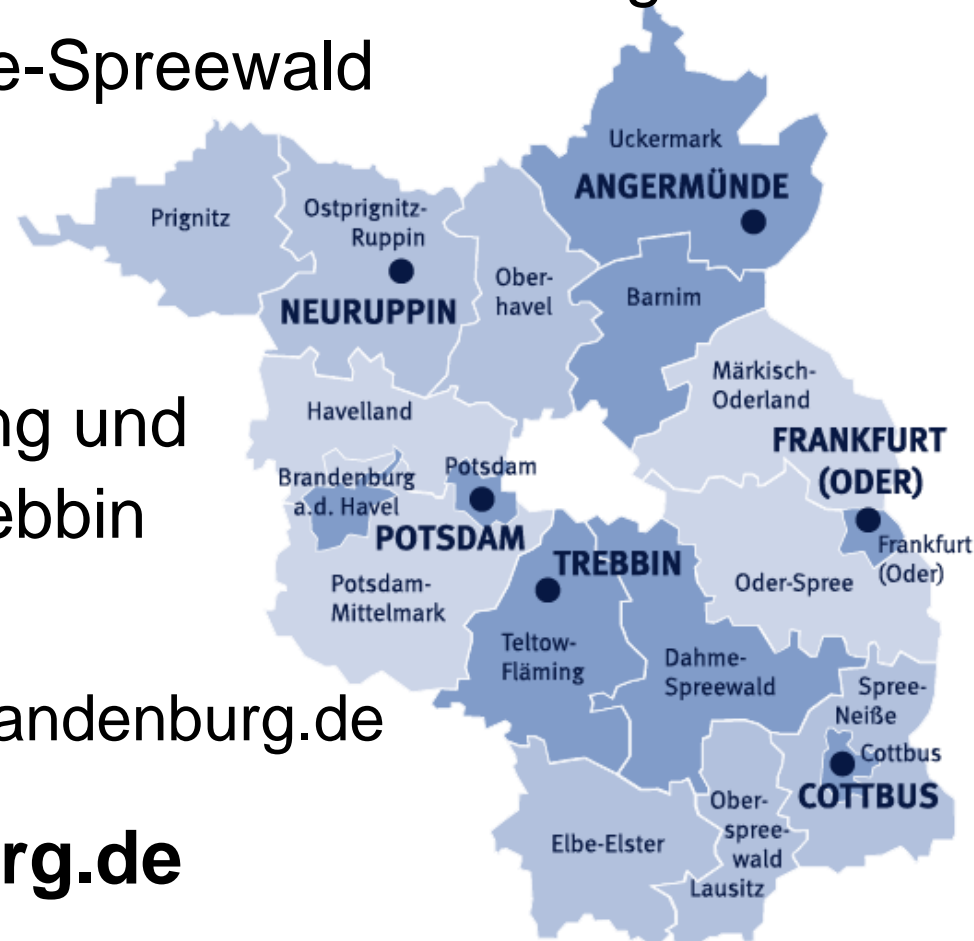 e-Spreewald
ng und
ebbin
andenburg.de
rg.de
Uckermark
ANGERMÜNDE
Prignitz
Ostprignitz-
Ruppin
NEURUPPIN
Ober-
havel
Barnim
Märkisch-
Oderland
FRANKFURT
(ODER)
Frankfurt
(Oder)
Havelland
Brandenburg
a.d. Havel
Potsdam
POTSDAM
Potsdam-
Mittelmark
TREBBIN
Teltow-
Fläming
Dahme-
Spreewald
Oder-Spree
Spree-
Neiße
Cottbus
COTTBUS
Elbe-Elster
Ober-
spree-
wald
Lausitz